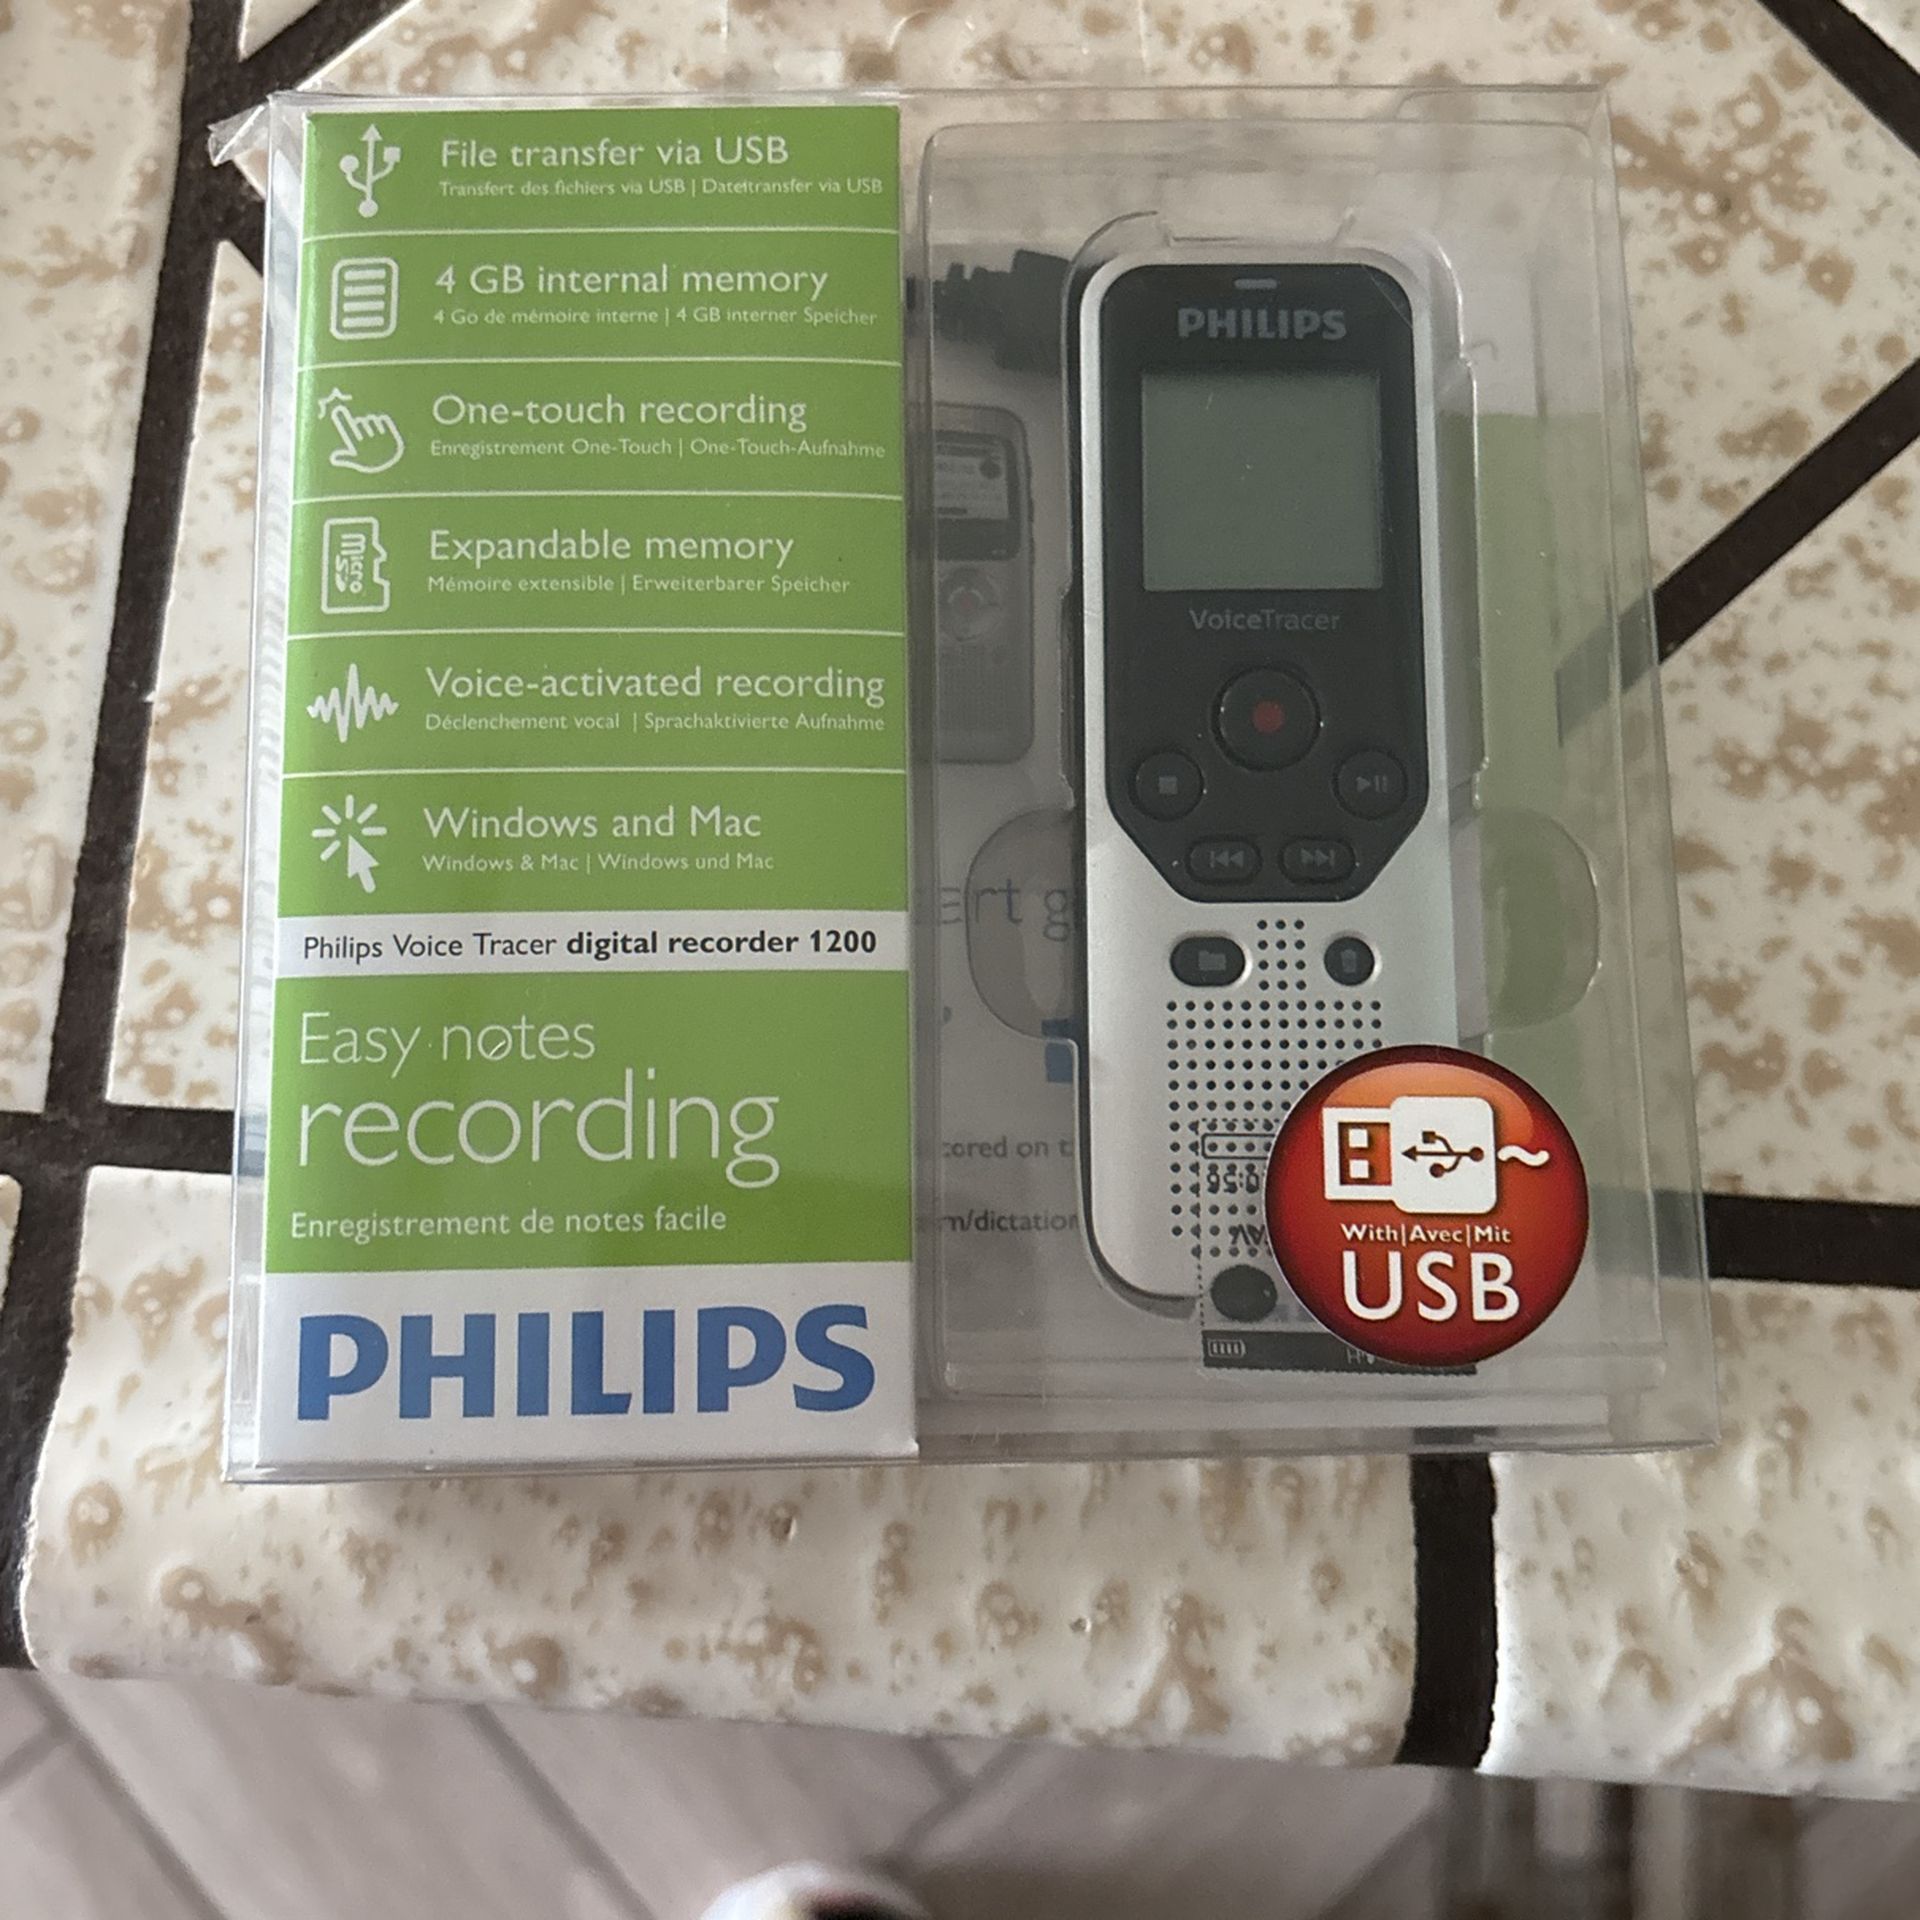 File transfer via USB
Transfert des fichiers via USB | Dateitransfer via USB
4 GB internal memory
4 Go de mémoire interne | 4 GB interner Speicher
One-touch recording
Enregistrement One-Touch | One-Touch-Aufnahme
micro
Expandable memory
Mémoire extensible | Erweiterbarer Speicher
Voice-activated recording
Déclenchement vocal | Sprachaktivierte Aufnahme
Windows and Mac
Windows & Mac | Windows und Mac
Philips Voice Tracer digital recorder 1200
Easy notes
recording
Enregistrement de notes facile
PHILIPS
PHILIPS
VoiceTracer
on
With|Avec|Mit
USB